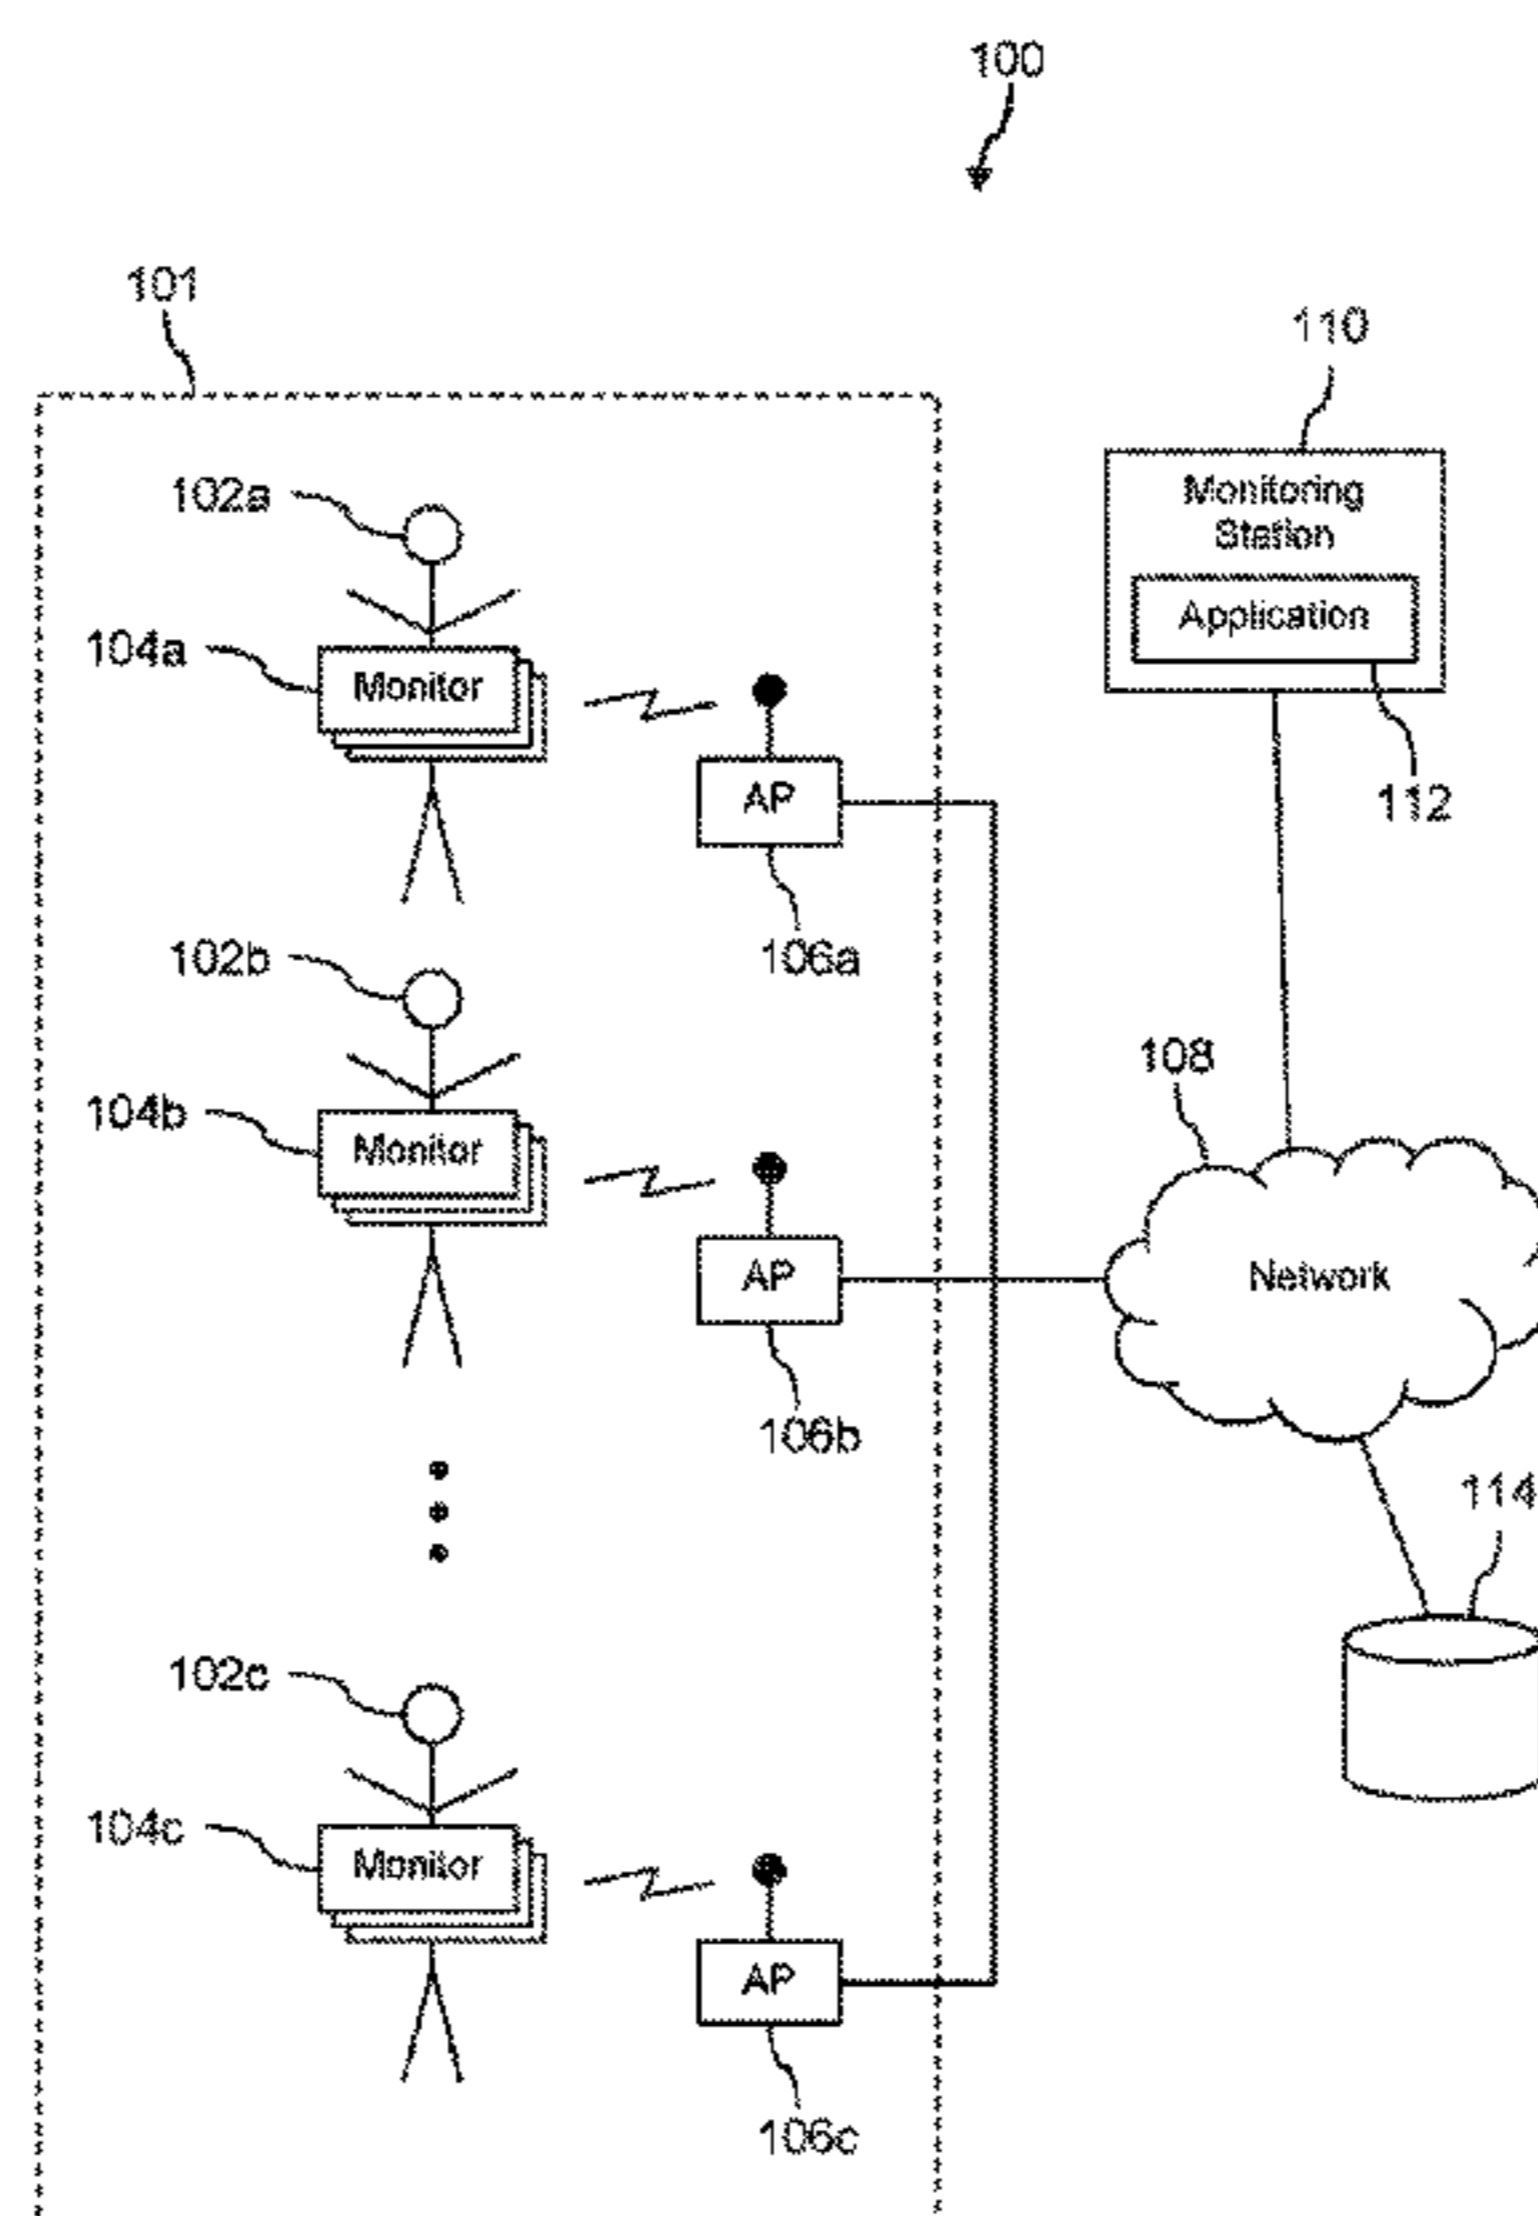 100
101
110
Monitoring
Station
Application
112
102a
104a
Monitor
AP
106a
102b
104b
Monitor
AP
106b
108
Network
114
102c
104c
Monitor
AP
106c